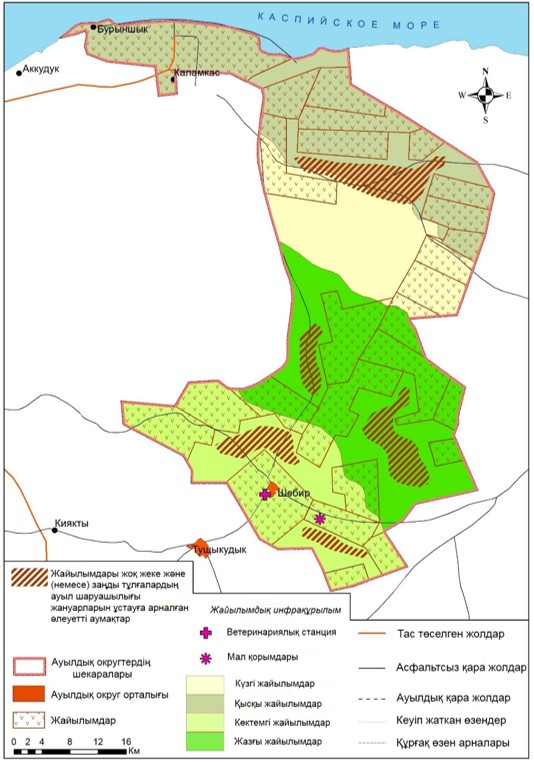 КАСПИЙСКОЕ МОРЕ
Бурыншык
Аккудук
Каламкас
N
W E
S
Шебир
Киякты
Тущыкудык
Жайылымдары жоқ жеке және
(немесе) заңды тұлғалардың
ауыл шаруашылығы
жануарларын ұстауға арналған
әлеуетті аумақтар
Ауылдық округтердің
шекаралары
Ауылдық округ орталығы
Жайылымдар
0 2 4 8 12 16
Км
Жайылымдық инфрақұрылым
Ветеринариялық станция
Мал қорымдары
Күзгі жайылымдар
Қысқы жайылымдар
Көктемгі жайылымдар
Жазғы жайылымдар
Тас төселген жолдар
Асфальтсыз қара жолдар
Ауылдық қара жолдар
Кеуіп жаткан өзендер
Құрғақ өзен арналары